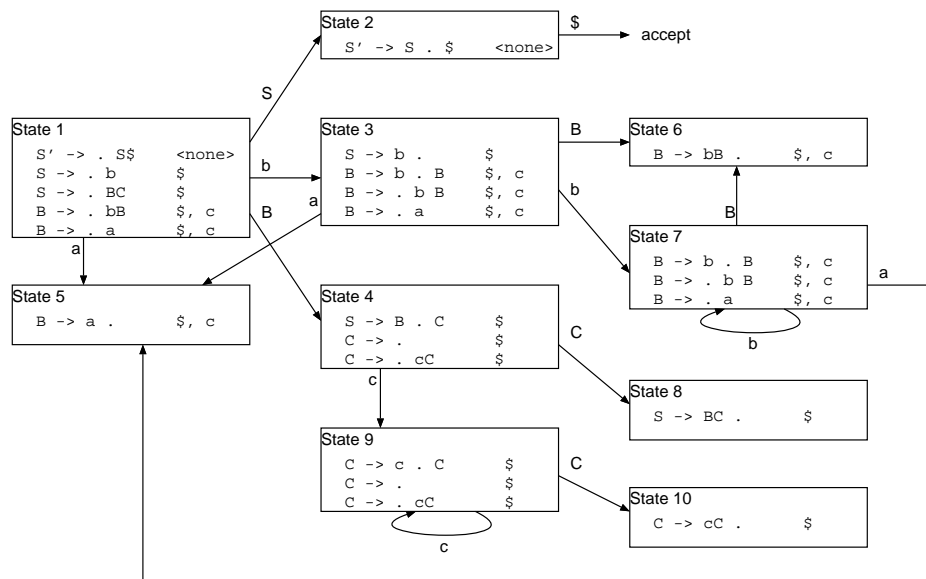 State 2
S' -> S . $ <none>
$
accept
S
State 1
S' -> . S$ <none>
S -> . b $
S -> . BC $
B -> . bB $, c
B -> . a $, c
b
B
a
a
State 3
S -> b . $
B -> b . B $, c
B -> . b B $, c
B -> . a $, c
B
b
State 6
B -> bB . $, c
B
State 7
B -> b . B $, c
B -> . b B $, c
B -> . a $, c
a
b
State 5
B -> a . $, c
State 4
S -> B . C $
C -> . $
C -> . cC $
C
c
State 8
S -> BC . $
State 9
C -> c . C $
C -> . $
C -> . cC $
C
c
State 10
C -> cC . $